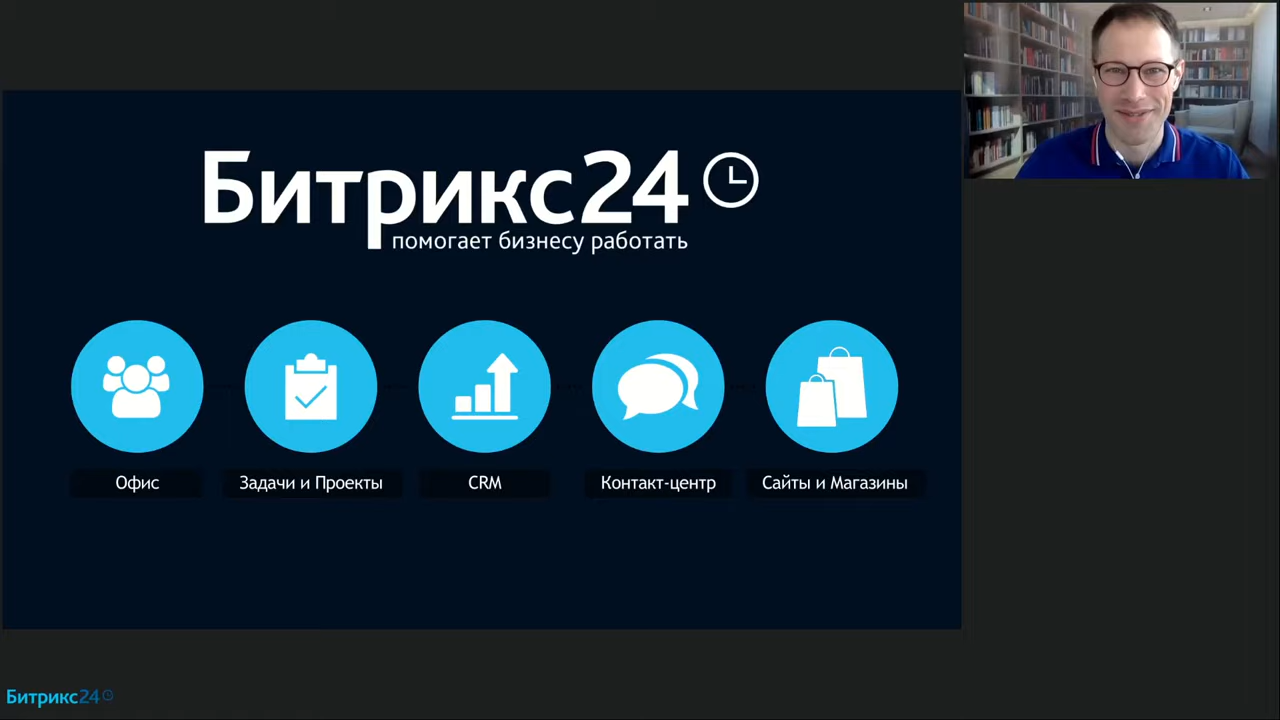 Битрикс24
помогает бизнесу работать
Офис
Задачи и Проекты
CRM
Контакт-центр
Сайты и Магазины
Битрикс24